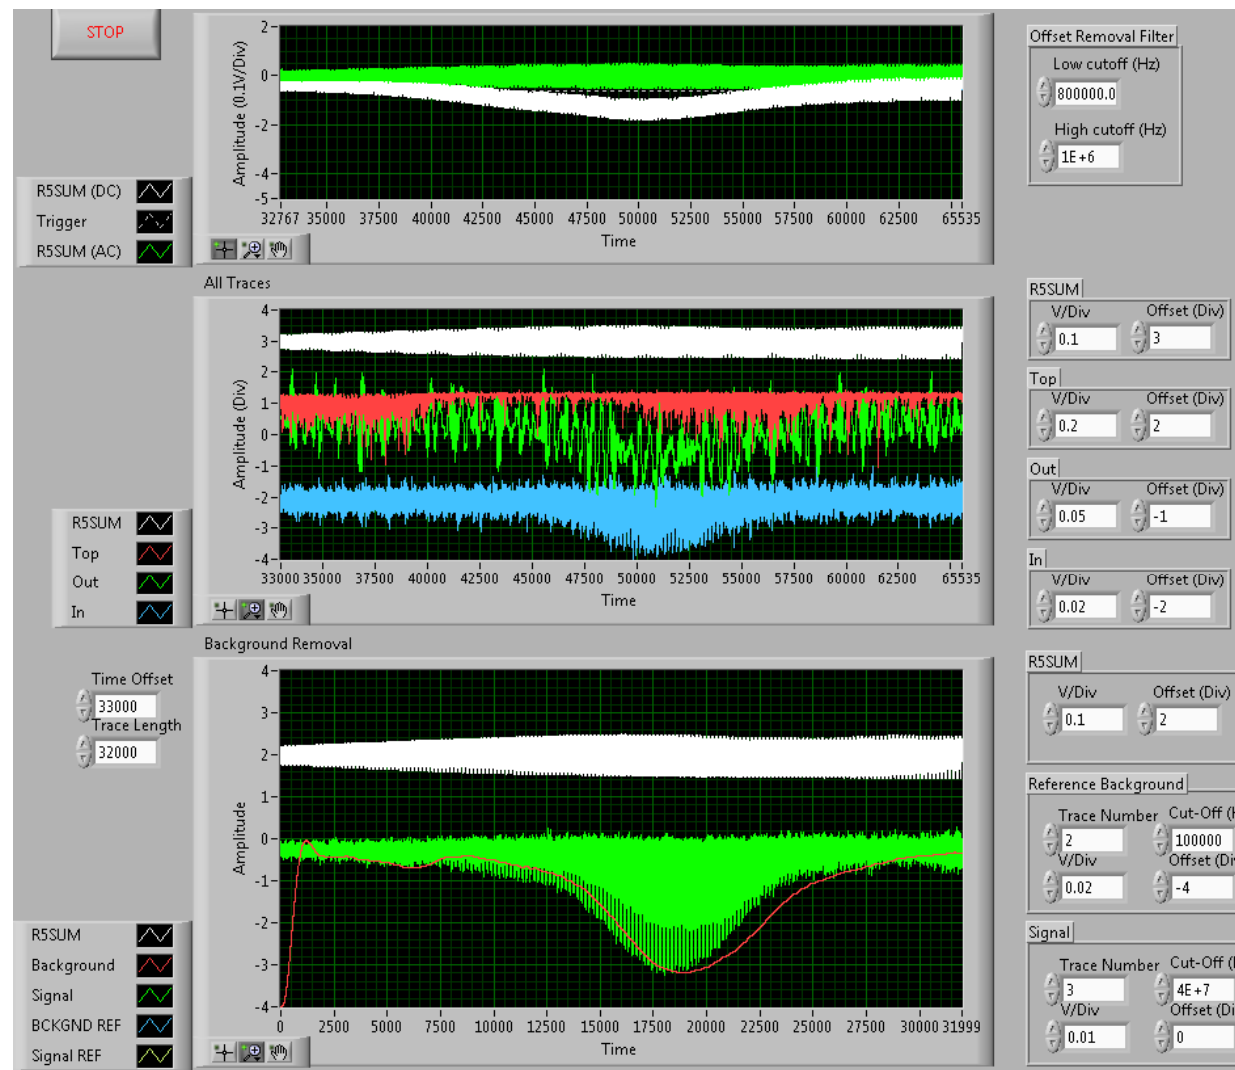 STOP
2
0
-2
-4
-5
Amplitude (0.1V/Div)
32767 35000 37500 40000 42500 45000 47500 50000 52500 55000 57500 60000 62500 65535
Time
R5SUM (DC)
Trigger
R5SUM (AC)
Offset Removal Filter
Low cutoff (Hz)
800000.0
High cutoff (Hz)
1E+6
All Traces
4
3
2
1
0
-1
-2
-3
-4
Amplitude (Div)
33000 35000 37500 40000 42500 45000 47500 50000 52500 55000 57500 60000 62500 65535
Time
R5SUM
Top
Out
In
R5SUM
V/Div Offset (Div)
0.1 3
Top
V/Div Offset (Div)
0.2 2
Out
V/Div Offset (Div)
0.05 -1
In
V/Div Offset (Div)
0.02 -2
Background Removal
Time Offset
33000
Trace Length
32000
4
3
2
1
0
-1
-2
-3
-4
Amplitude
0 2500 5000 7500 10000 12500 15000 17500 20000 22500 25000 27500 30000 31999
Time
R5SUM
Background
Signal
BCKGND REF
Signal REF
R5SUM
V/Div Offset (Div)
0.1 2
Reference Background
Trace Number Cut-Off (H
2 100000
V/Div Offset (Div
0.02 -4
Signal
Trace Number Cut-Off (
3 4E+7
V/Div Offset (Di
0.01 0